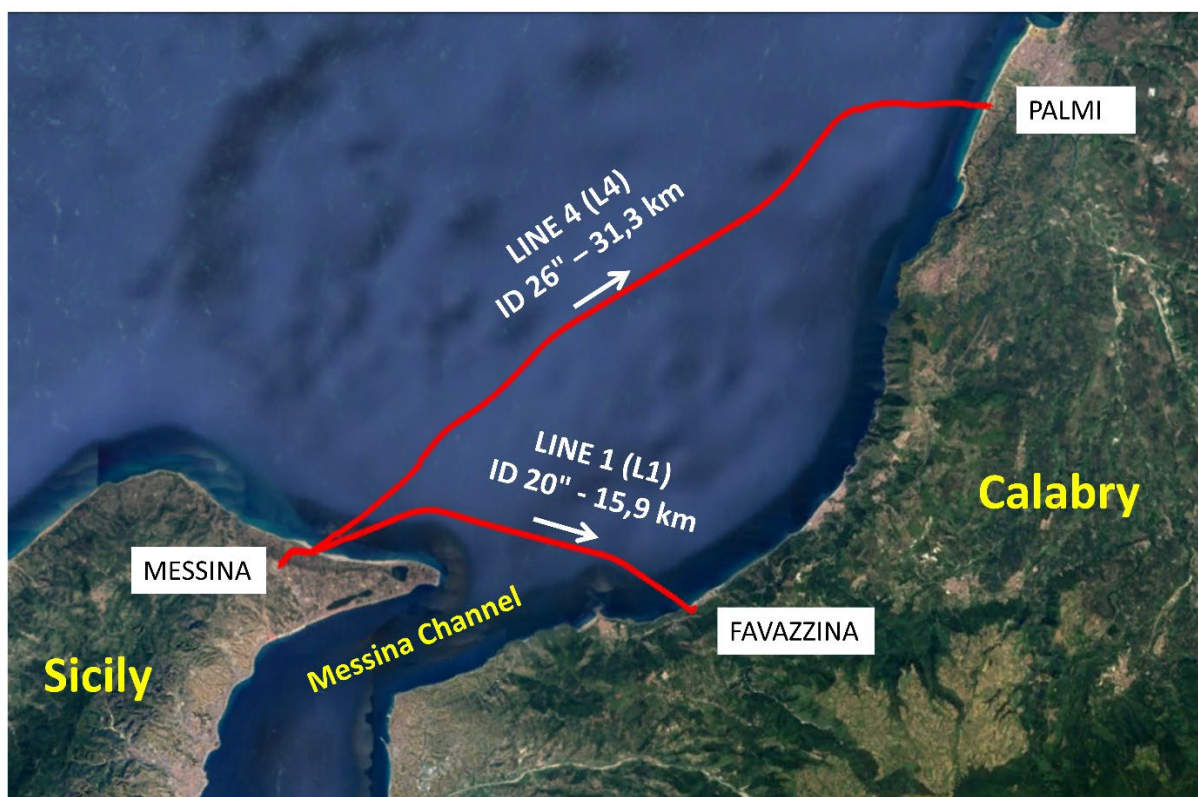 PALMI
LINE 4 (L4)
ID 26" – 31,3 km
LINE 1 (L1)
ID 20" - 15,9 km
Calabry
MESSINA
Messina Channel
FAVAZZINA
Sicily